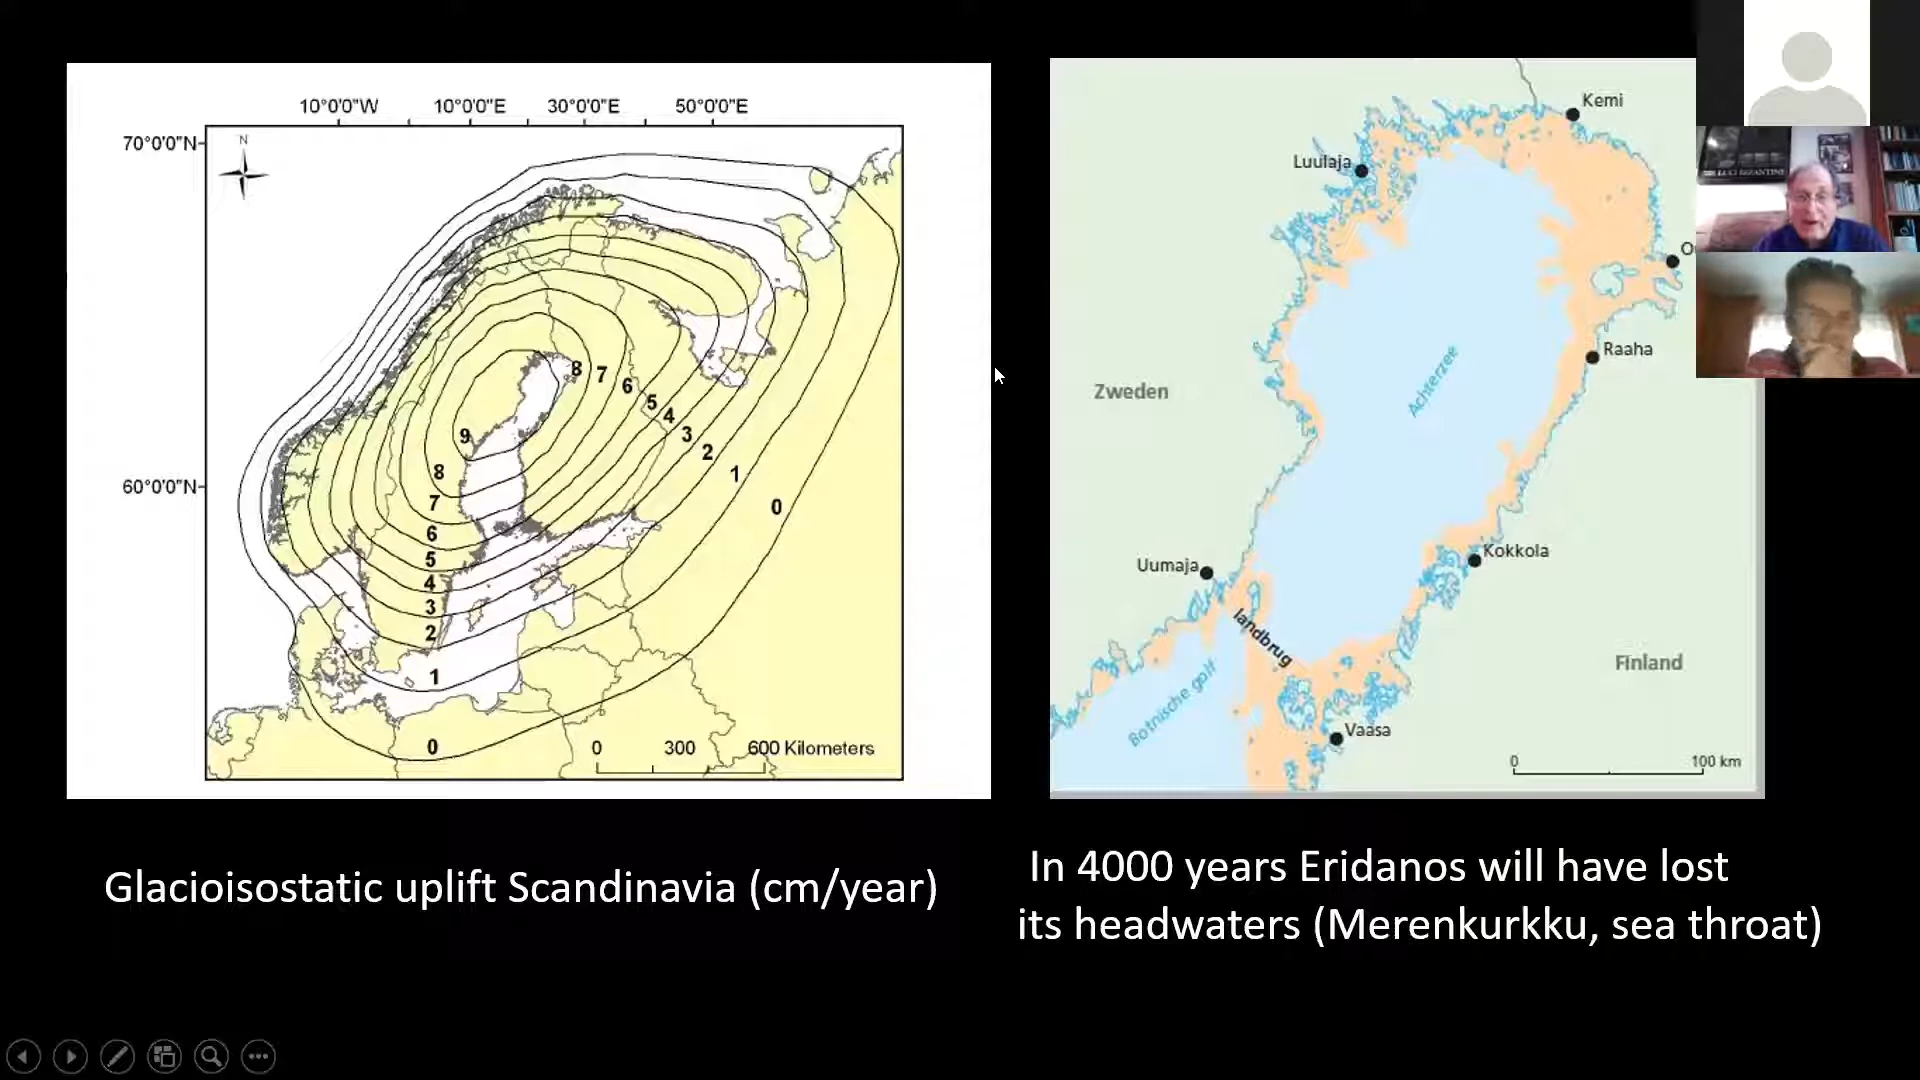 10°0'0"W 10°0'0"E 30°0'0"E 50°0'0"E
70°0'0"N
N
60°0'0"N
8 7 6 5 4 3 2 1 0
9
8
7
6
5
4
3
2
1
0
0 300 600 Kilometers
Kemi
Luulaja
Raaha
Zweden
Achterzee
Kokkola
Uumaja
landbrug
Finland
Botnische golf
Vaasa
0 100 km
LUCI BIZANTINE
Glacioisostatic uplift Scandinavia (cm/year)
In 4000 years Eridanos will have lost
its headwaters (Merenkurkku, sea throat)